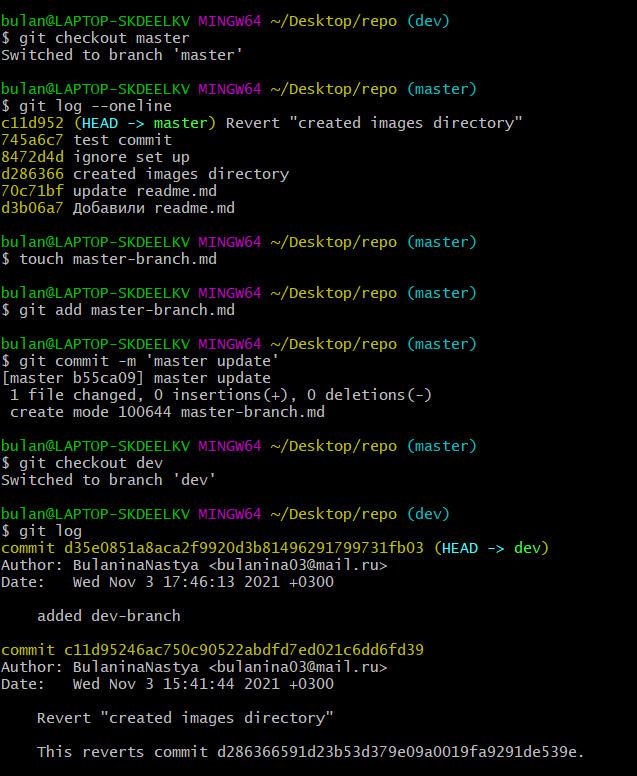 bulan@LAPTOP-SKDEELKV MINGW64 ~/Desktop/repo (dev)
$ git checkout master
Switched to branch 'master'
bulan@LAPTOP-SKDEELKV MINGW64 ~/Desktop/repo (master)
$ git log --oneline
c11d952 (HEAD -> master) Revert "created images directory"
745a6c7 test commit
8472d4d ignore set up
d286366 created images directory
70c71bf update readme.md
d3b06a7 Добавили readme.md
bulan@LAPTOP-SKDEELKV MINGW64 ~/Desktop/repo (master)
$ touch master-branch.md
bulan@LAPTOP-SKDEELKV MINGW64 ~/Desktop/repo (master)
$ git add master-branch.md
bulan@LAPTOP-SKDEELKV MINGW64 ~/Desktop/repo (master)
$ git commit -m 'master update'
[master b55ca09] master update
 1 file changed, 0 insertions(+), 0 deletions(-)
 create mode 100644 master-branch.md
bulan@LAPTOP-SKDEELKV MINGW64 ~/Desktop/repo (master)
$ git checkout dev
Switched to branch 'dev'
bulan@LAPTOP-SKDEELKV MINGW64 ~/Desktop/repo (dev)
$ git log
commit d35e0851a8aca2f9920d3b81496291799731fb03 (HEAD -> dev)
Author: BulaninaNastya <bulanina03@mail.ru>
Date:   Wed Nov 3 17:46:13 2021 +0300
    added dev-branch
commit c11d95246ac750c90522abdfd7ed021c6dd6fd39
Author: BulaninaNastya <bulanina03@mail.ru>
Date:   Wed Nov 3 15:41:44 2021 +0300
    Revert "created images directory"
    This reverts commit d286366591d23b53d379e09a0019fa9291de539e.